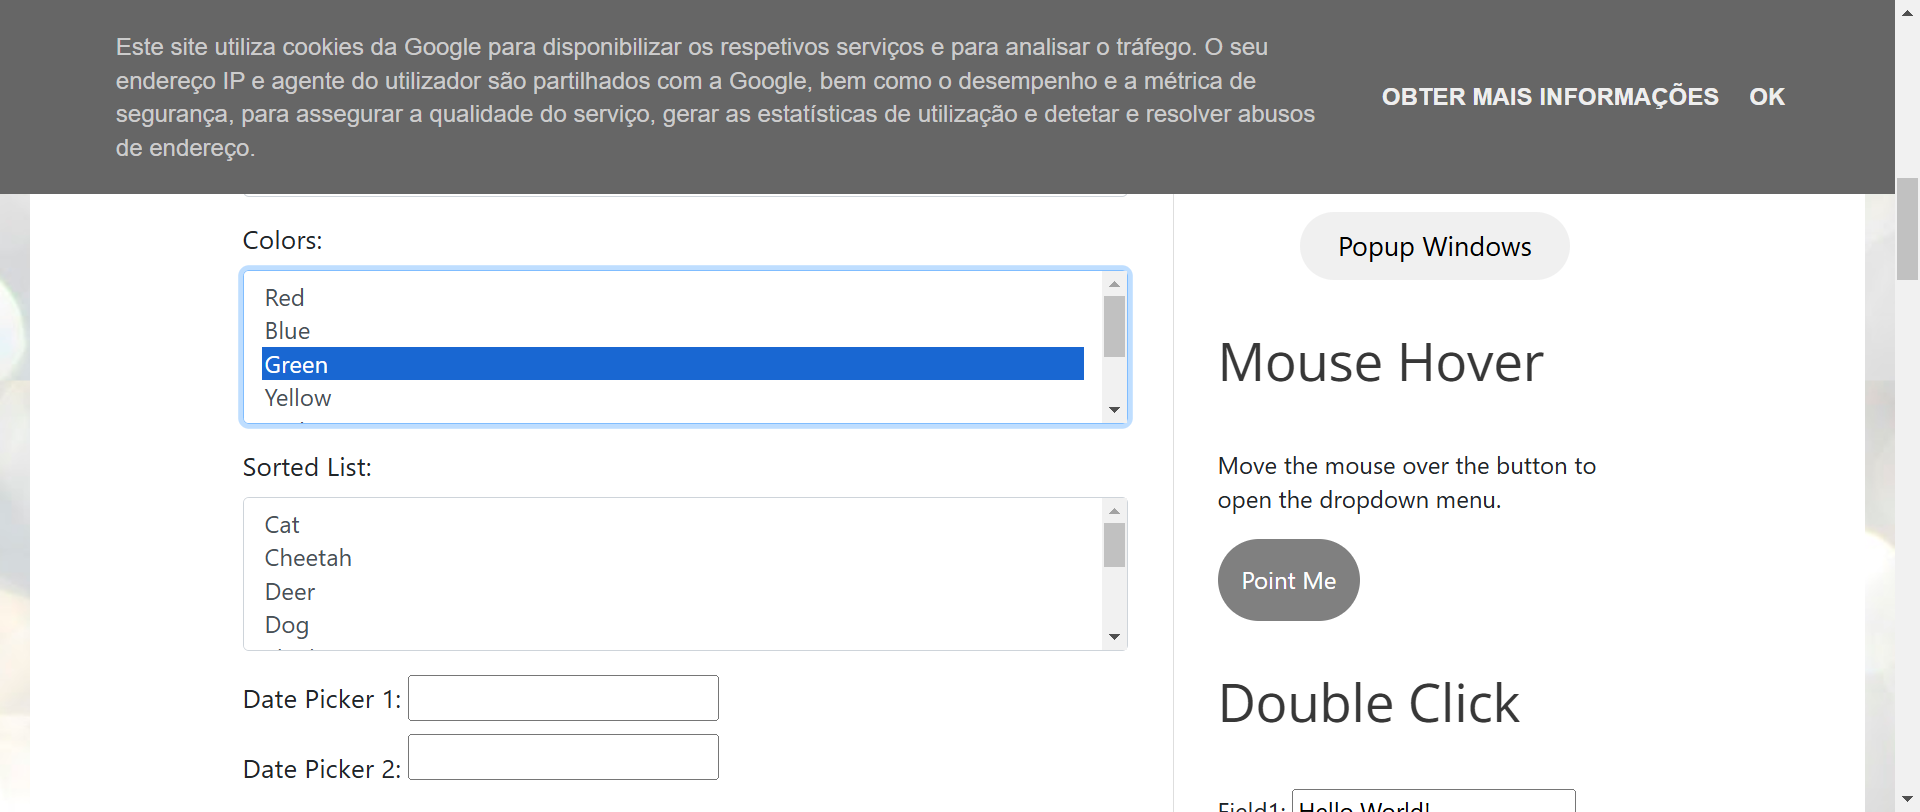 Este site utiliza cookies da Google para disponibilizar os respetivos serviços e para analisar o tráfego. O seu
endereço IP e agente do utilizador são partilhados com a Google, bem como o desempenho e a métrica de
segurança, para assegurar a qualidade do serviço, gerar as estatísticas de utilização e detetar e resolver abusos
de endereço.
OBTER MAIS INFORMAÇÕES OK
Colors:
Red
Blue
Green
Yellow
Sorted List:
Cat
Cheetah
Deer
Dog
Date Picker 1:
Date Picker 2:
Popup Windows
Mouse Hover
Move the mouse over the button to
open the dropdown menu.
Point Me
Double Click
Field1: Hello World!